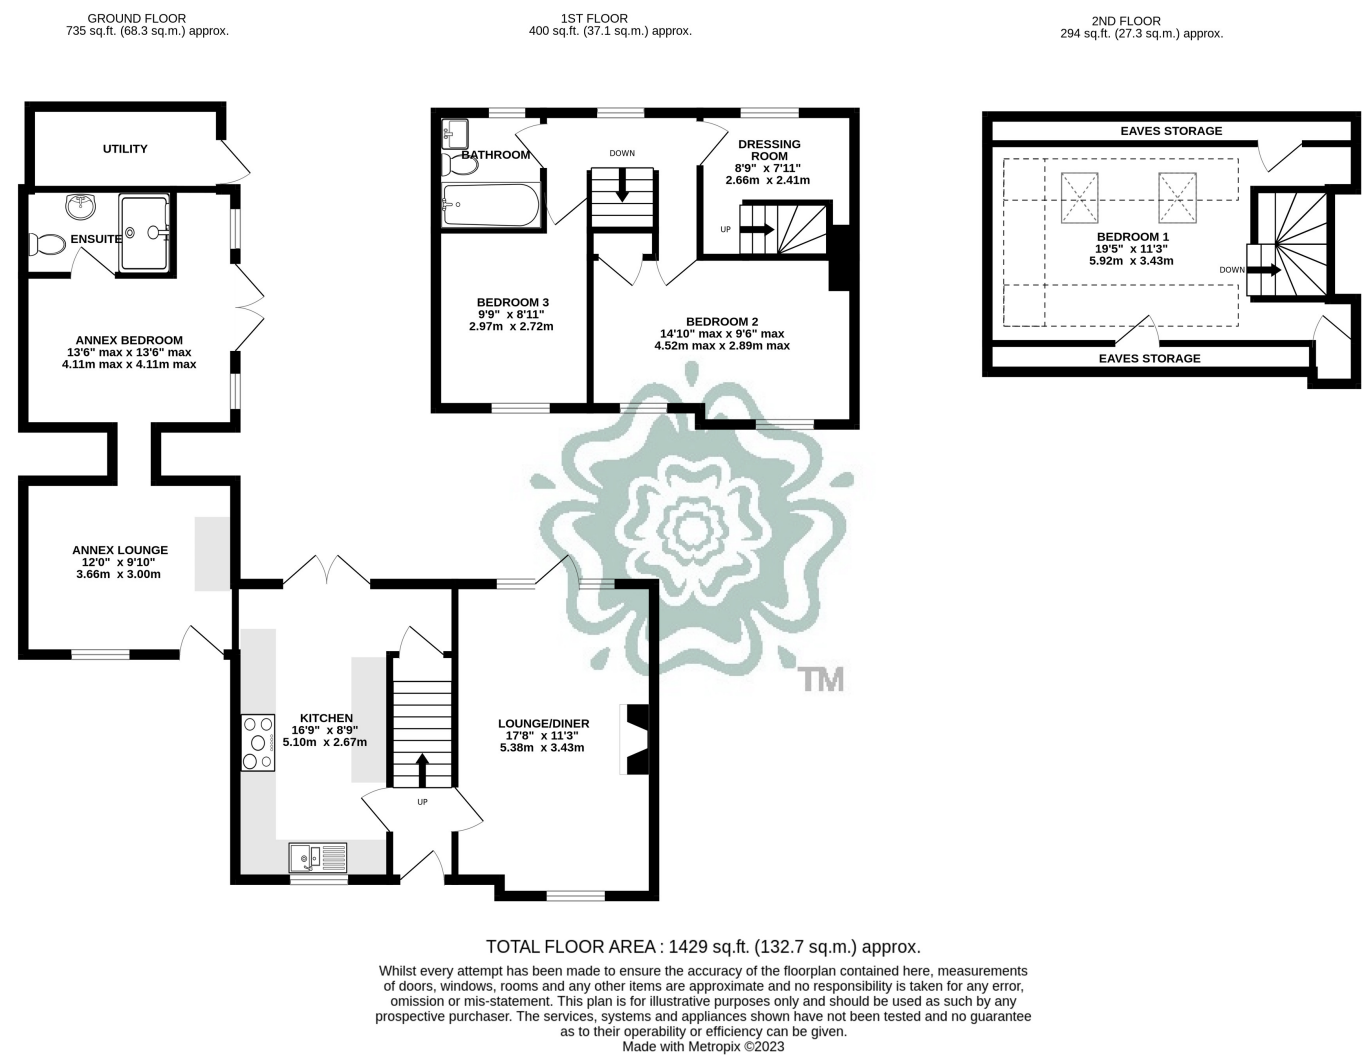 GROUND FLOOR
735 sq.ft. (68.3 sq.m.) approx.
1ST FLOOR
400 sq.ft. (37.1 sq.m.) approx.
2ND FLOOR
294 sq.ft. (27.3 sq.m.) approx.
UTILITY
ENSUITE
ANNEX BEDROOM
13'6" max x 13'6" max
4.11m max x 4.11m max
ANNEX LOUNGE
12'0" x 9'10"
3.66m x 3.00m
KITCHEN
16'9" x 8'9"
5.10m x 2.67m
UP
LOUNGE/DINER
17'8" x 11'3"
5.38m x 3.43m
BATHROOM
DOWN
DRESSING
ROOM
8'9" x 7'11"
2.66m x 2.41m
UP
BEDROOM 3
9'9" x 8'11"
2.97m x 2.72m
BEDROOM 2
14'10" max x 9'6" max
4.52m max x 2.89m max
EAVES STORAGE
BEDROOM 1
19'5" x 11'3"
5.92m x 3.43m
DOWN
EAVES STORAGE
TM
TOTAL FLOOR AREA : 1429 sq.ft. (132.7 sq.m.) approx.
Whilst every attempt has been made to ensure the accuracy of the floorplan contained here, measurements
of doors, windows, rooms and any other items are approximate and no responsibility is taken for any error,
omission or mis-statement. This plan is for illustrative purposes only and should be used as such by any
prospective purchaser. The services, systems and appliances shown have not been tested and no guarantee
as to their operability or efficiency can be given.
Made with Metropix ©2023